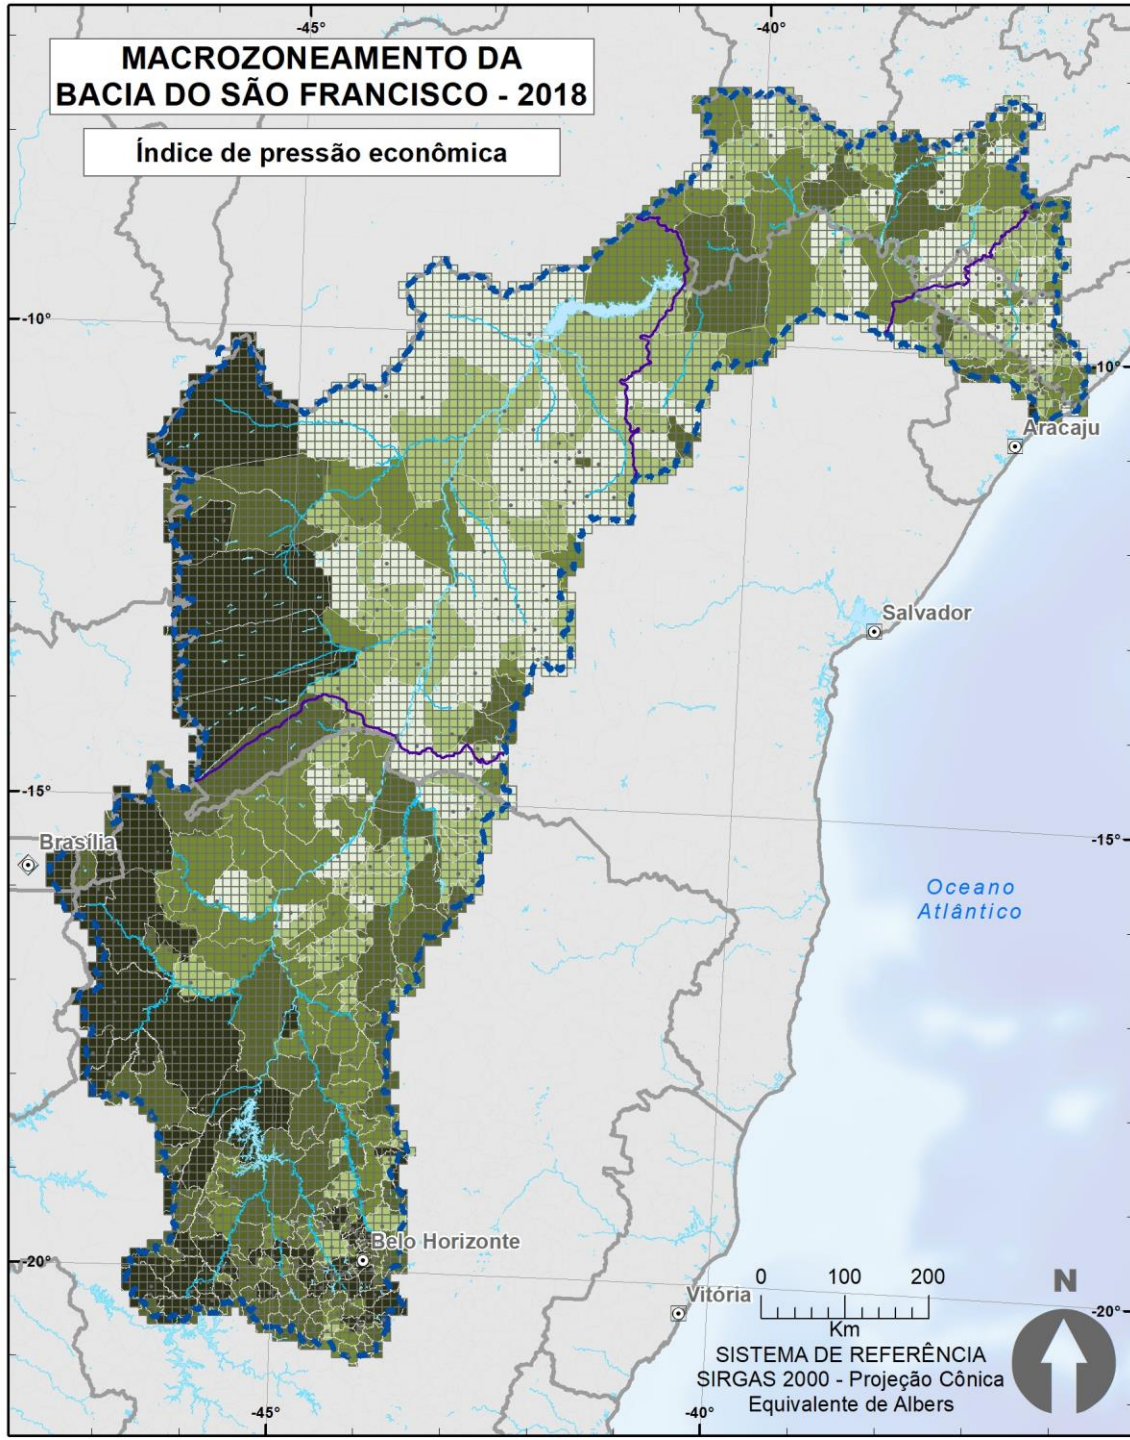 -45°
-40°
MACROZONEAMENTO DA
BACIA DO SÃO FRANCISCO - 2018
Índice de pressão econômica
-10°
-10°
Aracaju
Salvador
-15°
-15°
Brasília
Oceano
Atlântico
Belo Horizonte
-20°
-20°
Vitória
0 100 200
Km
N
SISTEMA DE REFERÊNCIA
SIRGAS 2000 - Projeção Cônica
Equivalente de Albers
-45°
-40°